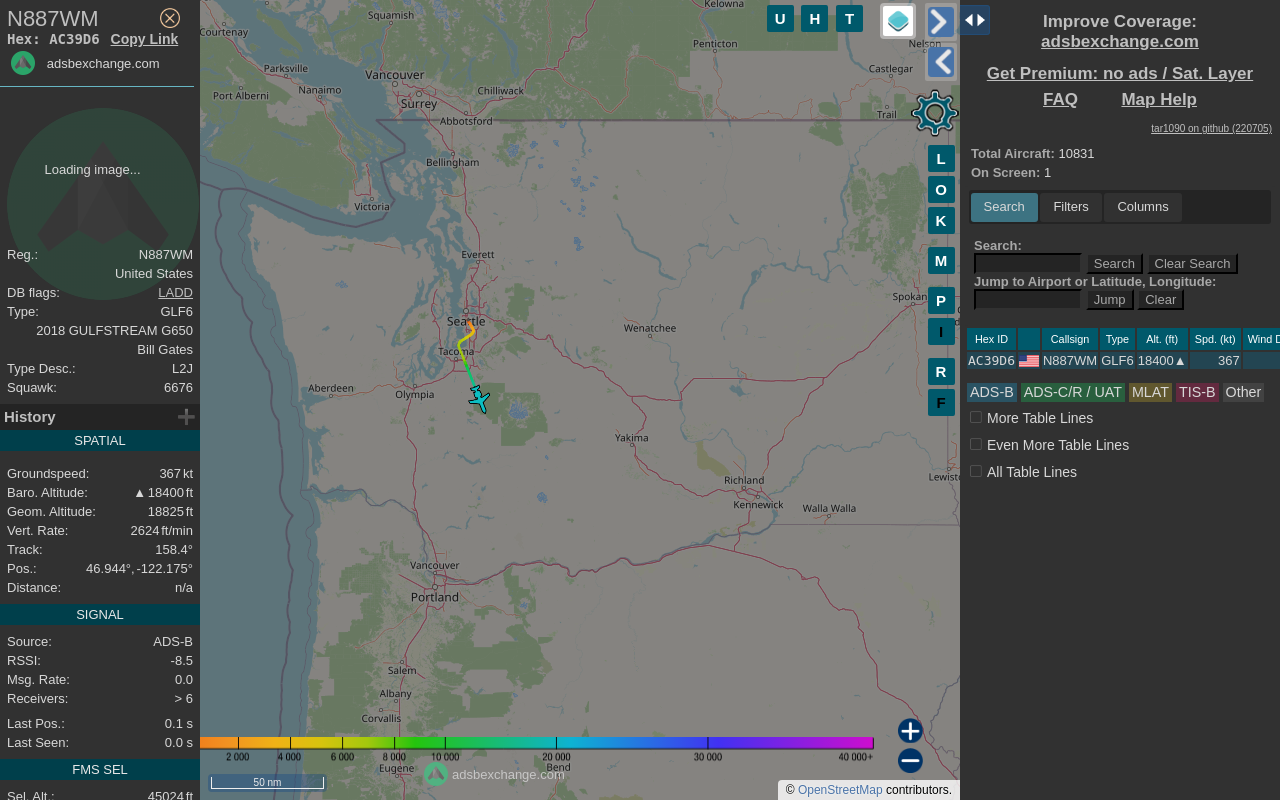 N887WM
Hex: AC39D6 Copy Link
adsbexchange.com
Loading image...
Reg.: N887WM
United States
DB flags: LADD
Type: GLF6
2018 GULFSTREAM G650
Bill Gates
Type Desc.: L2J
Squawk: 6676
History
SPATIAL
Groundspeed: 367 kt
Baro. Altitude: ▲ 18400 ft
Geom. Altitude: 18825 ft
Vert. Rate: 2624 ft/min
Track: 158.4°
Pos.: 46.944°, -122.175°
Distance: n/a
SIGNAL
Source: ADS-B
RSSI: -8.5
Msg. Rate: 0.0
Receivers: > 6
Last Pos.: 0.1 s
Last Seen: 0.0 s
FMS SEL
Sel. Alt.: 45024 ft
Squamish
Kelowna
Courtenay
Penticton
Nelson
Parksville
Vancouver
Castlegar
Port Alberni
Nanaimo
Surrey
Chilliwack
Abbotsford
Trail
Bellingham
Victoria
Everett
Spokan
Seattle
Wenatchee
Tacoma
Aberdeen
Olympia
Yakima
Richland
Lewisto
Kennewick
Walla Walla
Vancouver
Portland
Salem
Albany
Corvallis
Eugene
Bend
U H T
L
O
K
M
P
I
R
F
2 000 4 000 6 000 8 000 10 000 20 000 30 000 40 000+
adsbexchange.com
50 nm
© OpenStreetMap contributors.
Improve Coverage:
adsbexchange.com
Get Premium: no ads / Sat. Layer
FAQ Map Help
tar1090 on github (220705)
Total Aircraft: 10831
On Screen: 1
Search Filters Columns
Search:
Search Clear Search
Jump to Airport or Latitude, Longitude:
Jump Clear
Hex ID Callsign Type Alt. (ft) Spd. (kt) Wind D
AC39D6 N887WM GLF6 18400▲ 367
ADS-B ADS-C/R / UAT MLAT TIS-B Other
More Table Lines
Even More Table Lines
All Table Lines